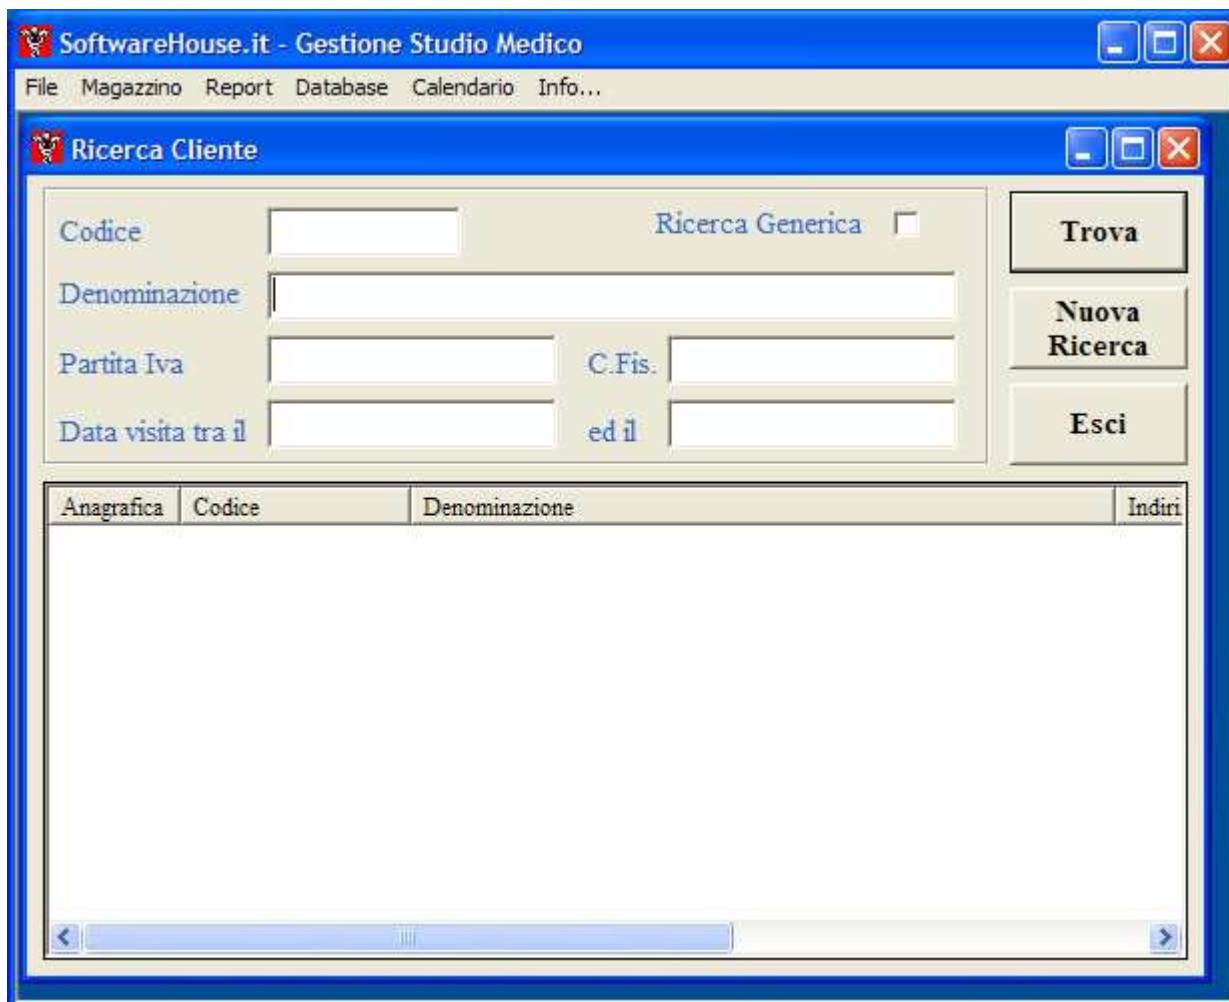 SoftwareHouse.it - Gestione Studio Medico
File Magazzino Report Database Calendario Info...
Ricerca Cliente
Codice
Ricerca Generica
Trova
Denominazione
Nuova
Ricerca
Partita Iva
C.Fis.
Data visita tra il
ed il
Esci
Anagrafica Codice Denominazione Indiri